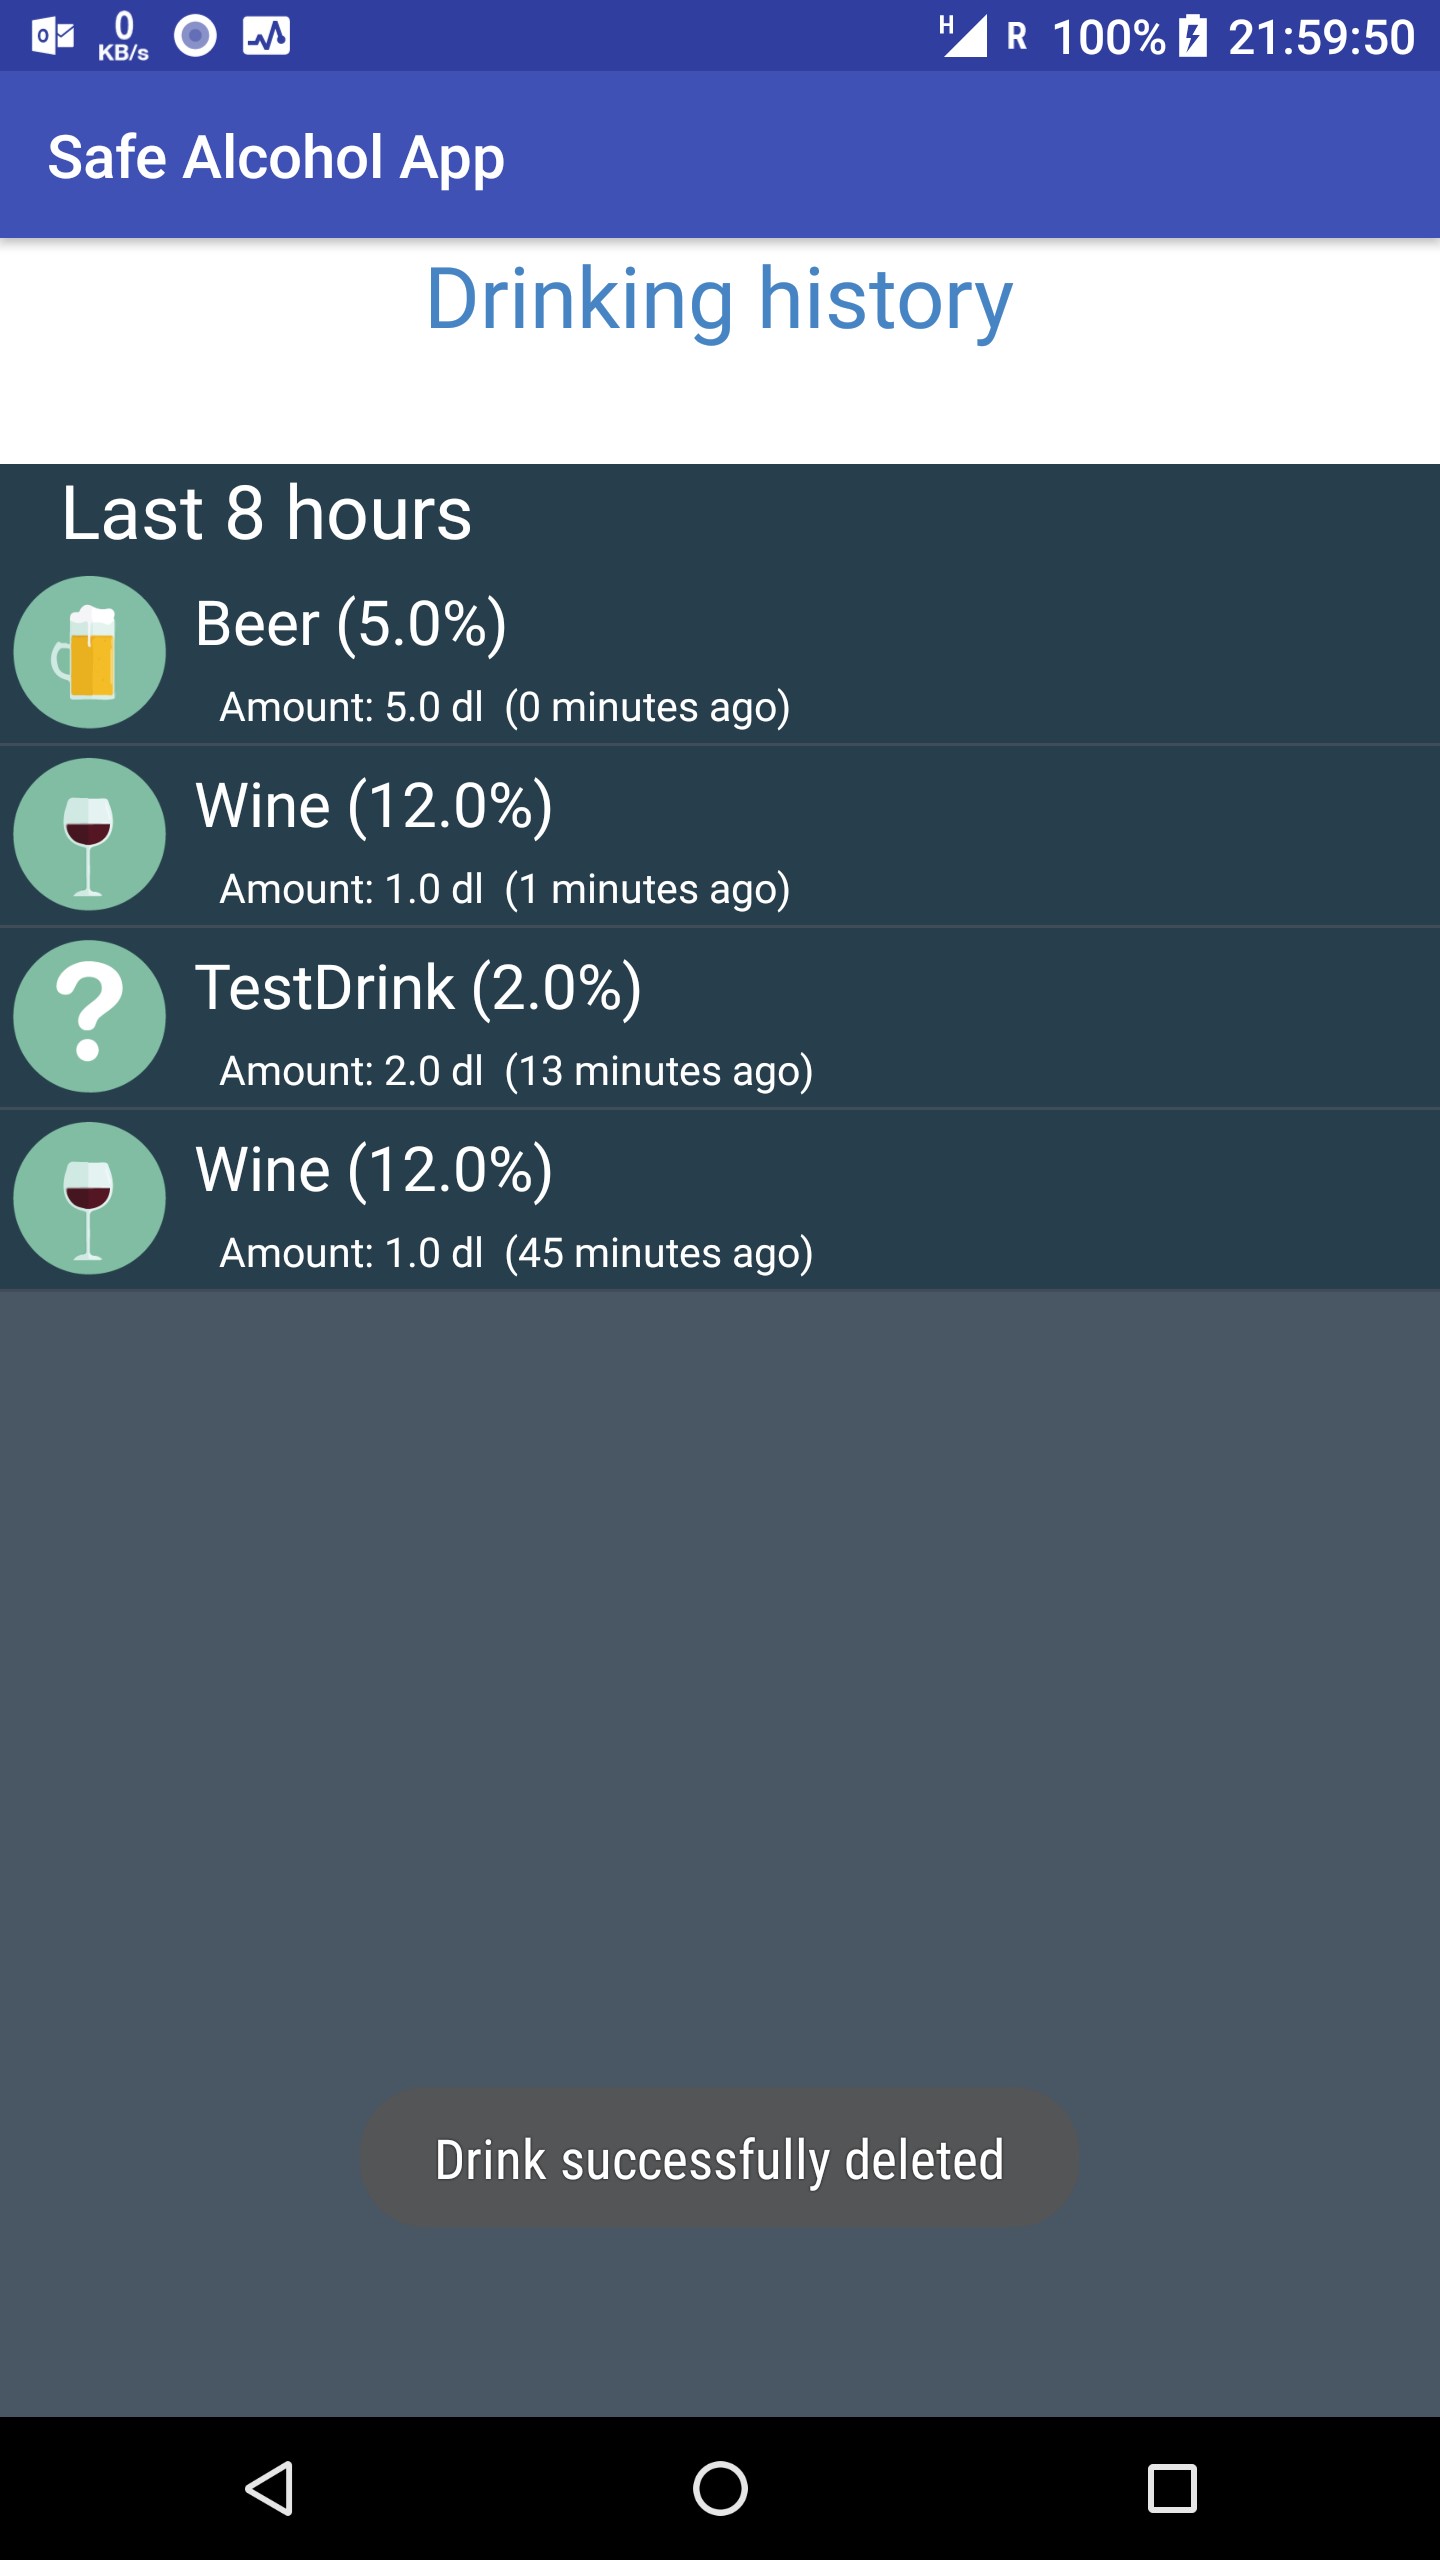 0
KB/s
H
R
100%
21:59:50
Safe Alcohol App
Drinking history
Last 8 hours
Beer (5.0%)
Amount: 5.0 dl (0 minutes ago)
Wine (12.0%)
Amount: 1.0 dl (1 minutes ago)
?
TestDrink (2.0%)
Amount: 2.0 dl (13 minutes ago)
Wine (12.0%)
Amount: 1.0 dl (45 minutes ago)
Drink successfully deleted